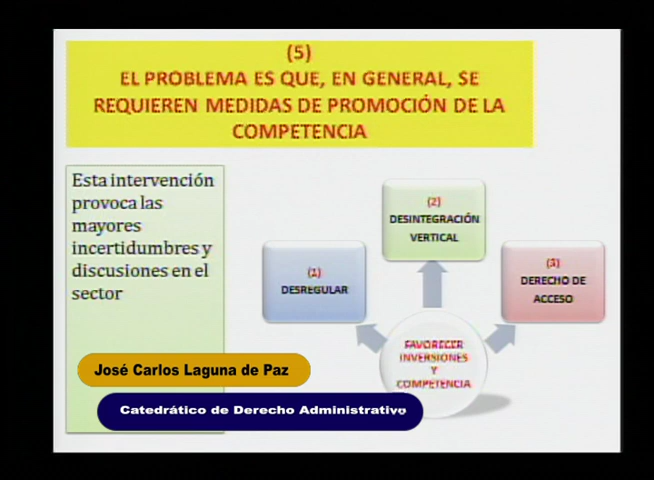 (5)
EL PROBLEMA ES QUE, EN GENERAL, SE
REQUIEREN MEDIDAS DE PROMOCIÓN DE LA
COMPETENCIA
Esta intervención
provoca las
mayores
incertidumbres y
discusiones en el
sector
(1)
DESREGULAR
(2)
DESINTEGRACIÓN
VERTICAL
(3)
DERECHO DE
ACCESO
FAVORECER
INVERSIONES
Y
COMPETENCIA
José Carlos Laguna de Paz
Catedrático de Derecho Administrativo